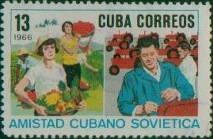 13 CUBA CORREOS
1966
AMISTAD CUBANO SOVIETICA